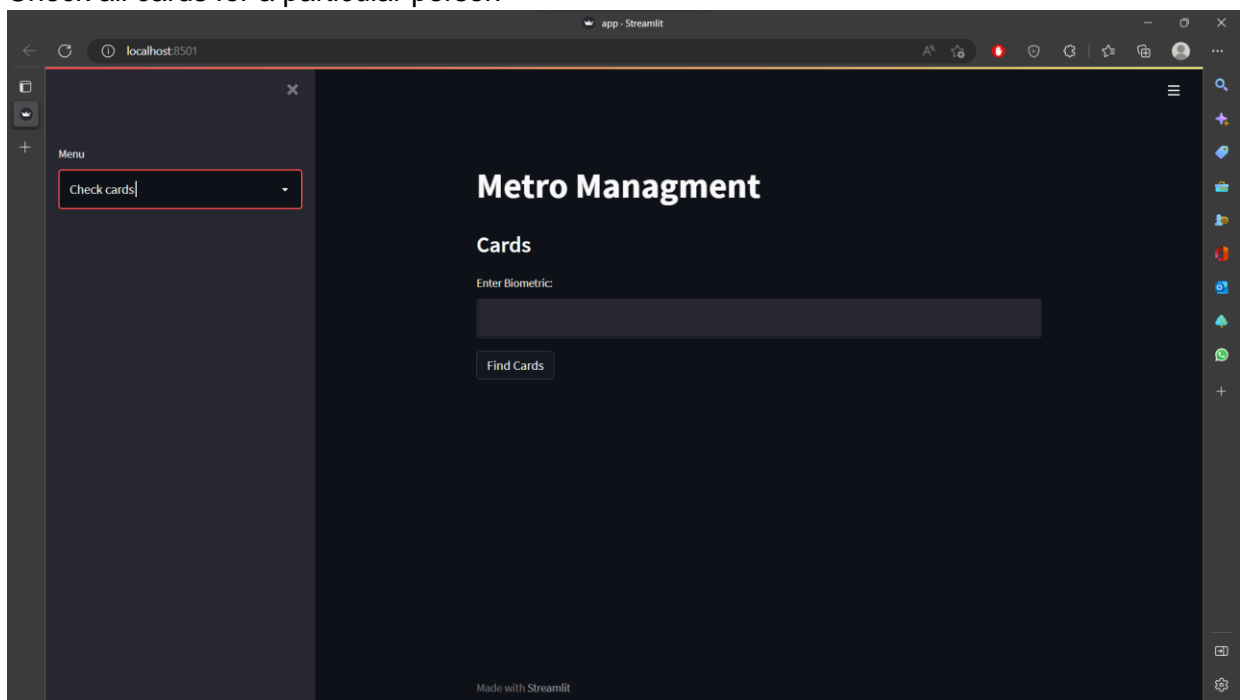 Check all cards for a particular person
app - Streamlit
localhost:8501
Menu
Check cards
Metro Managment
Cards
Enter Biometric:
Find Cards
Made with Streamlit